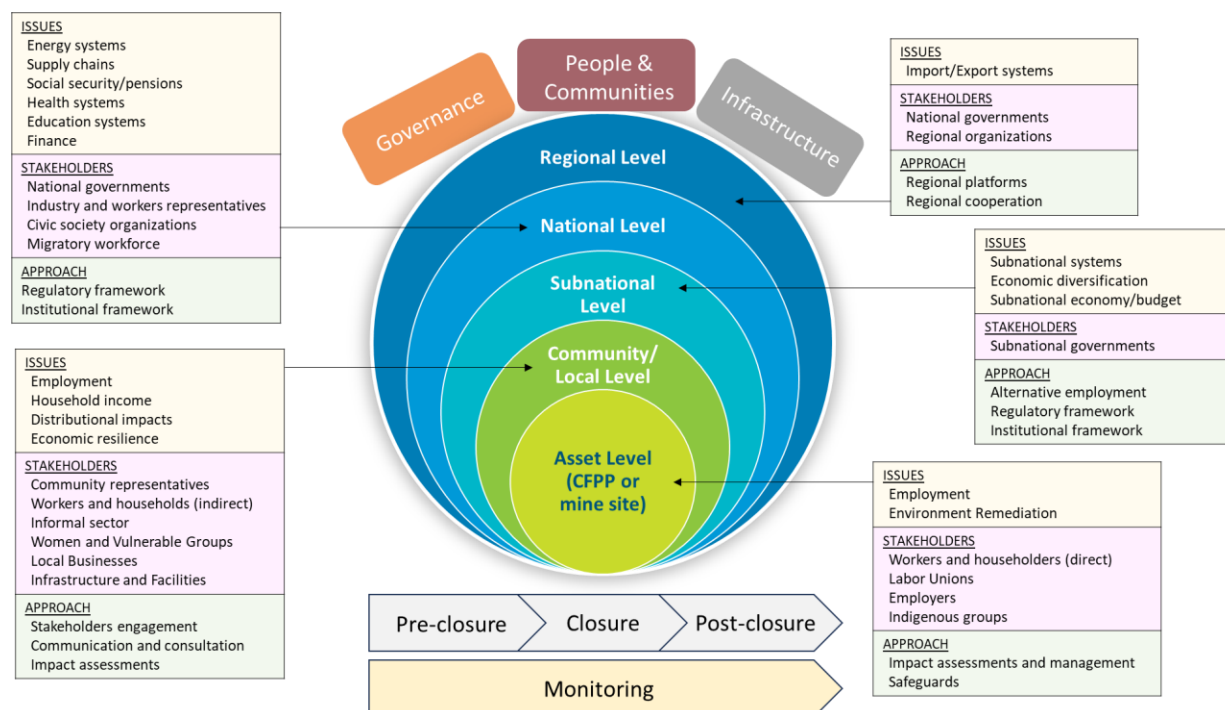 ISSUES
Energy systems
Supply chains
Social security/pensions
Health systems
Education systems
Finance
STAKEHOLDERS
National governments
Industry and workers representatives
Civic society organizations
Migratory workforce
APPROACH
Regulatory framework
Institutional framework
ISSUES
Employment
Household income
Distributional impacts
Economic resilience
STAKEHOLDERS
Community representatives
Workers and households (indirect)
Informal sector
Women and Vulnerable Groups
Local Businesses
Infrastructure and Facilities
APPROACH
Stakeholders engagement
Communication and consultation
Impact assessments
Governance
People &
Communities
Infrastructure
Regional Level
National Level
Subnational
Level
Community/
Local Level
Asset Level
(CFPP or
mine site)
Pre-closure
Closure
Post-closure
Monitoring
ISSUES
Import/Export systems
STAKEHOLDERS
National governments
Regional organizations
APPROACH
Regional platforms
Regional cooperation
ISSUES
Subnational systems
Economic diversification
Subnational economy/budget
STAKEHOLDERS
Subnational governments
APPROACH
Alternative employment
Regulatory framework
Institutional framework
ISSUES
Employment
Environment Remediation
STAKEHOLDERS
Workers and householders (direct)
Labor Unions
Employers
Indigenous groups
APPROACH
Impact assessments and management
Safeguards